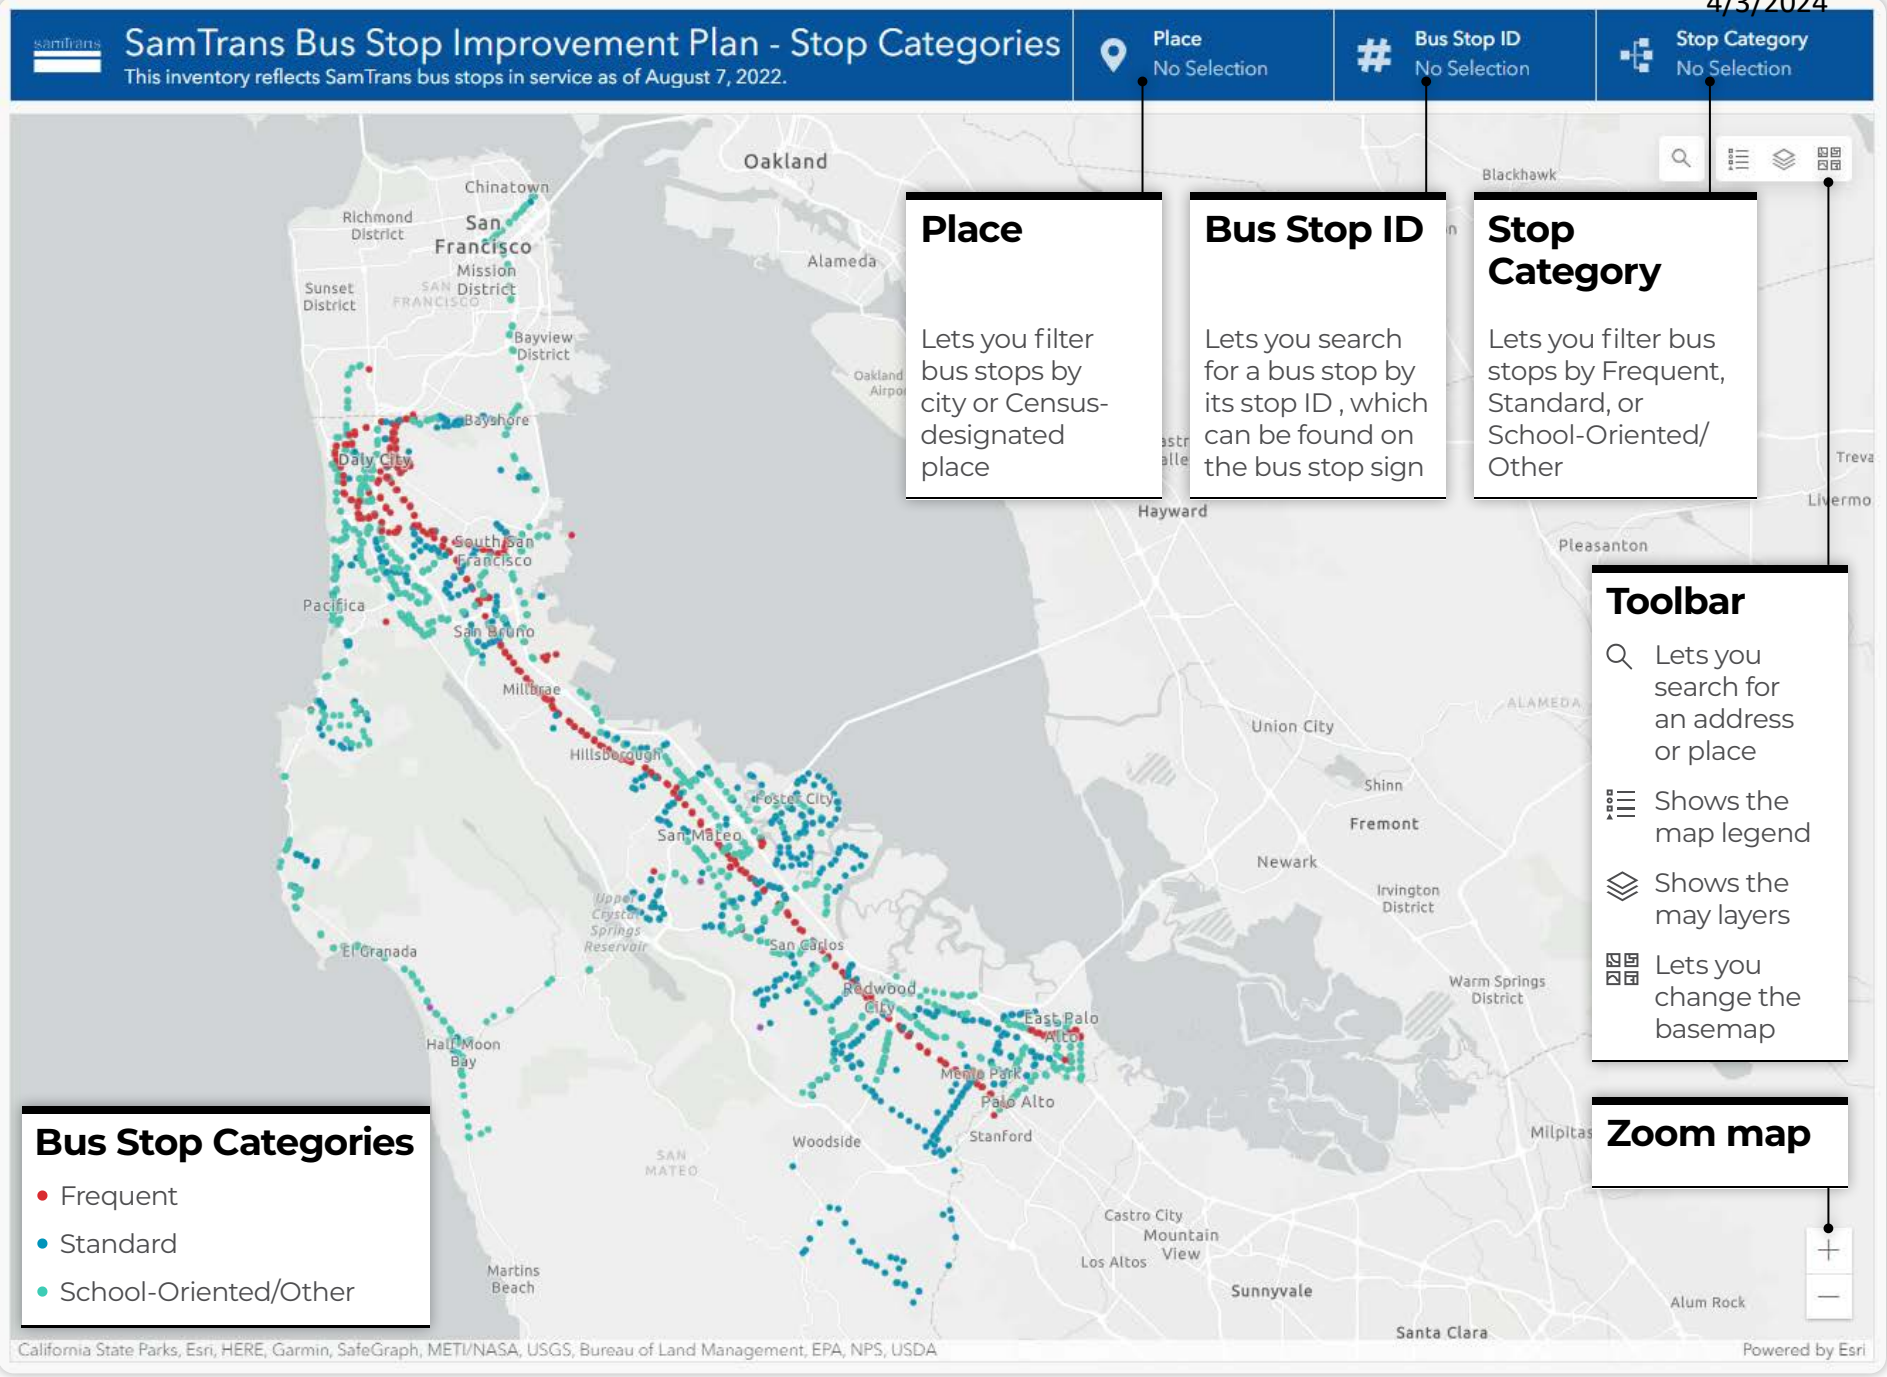 4/3/2024
samTrans
SamTrans Bus Stop Improvement Plan - Stop Categories
This inventory reflects SamTrans bus stops in service as of August 7, 2022.
Place
No Selection
Bus Stop ID
No Selection
Stop Category
No Selection
Oakland
Blackhawk
Chinatown
Richmond
District
San
Francisco
Mission
District
Alameda
Sunset
District
SAN
FRANCISCO
Bayview
District
Oakland
Bayshore
Daly City
South San
Francisco
Pacifica
San Bruno
Millbrae
Hillsborough
Foster City
San Mateo
Upper
Crystal
Springs
Reservoir
San Carlos
El Granada
Redwood
City
East Palo
Alto
Half Moon
Bay
Menlo Park
Palo Alto
Woodside
Stanford
SAN
MATEO
Martins
Beach
Castro City
Mountain
View
Los Altos
Sunnyvale
Santa Clara
Alum Rock
Milpitas
Warm Springs
District
Irvington
District
Newark
Fremont
Shinn
Union City
ALAMEDA
Hayward
Pleasanton
Place
Lets you filter
bus stops by
city or Census-
designated
place
Bus Stop ID
Lets you search
for a bus stop by
its stop ID , which
can be found on
the bus stop sign
Stop
Category
Lets you filter bus
stops by Frequent,
Standard, or
School-Oriented/
Other
Toolbar
Lets you
search for
an address
or place
Shows the
map legend
Shows the
may layers
Lets you
change the
basemap
Zoom map
+
−
Bus Stop Categories
Frequent
Standard
School-Oriented/Other
California State Parks, Esri, HERE, Garmin, SafeGraph, METI/NASA, USGS, Bureau of Land Management, EPA, NPS, USDA
Powered by Esri